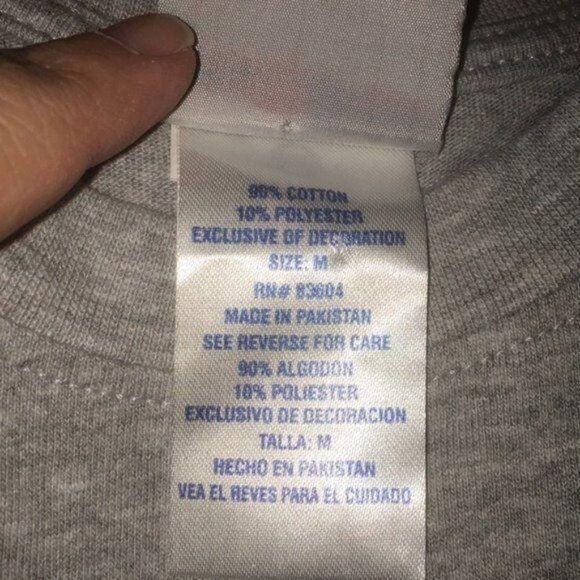 90% COTTON
10% POLYESTER
EXCLUSIVE OF DECORATION
SIZE: M
RN# 83604
MADE IN PAKISTAN
SEE REVERSE FOR CARE
90% ALGODON
10% POLIESTER
EXCLUSIVO DE DECORACION
TALLA: M
HECHO EN PAKISTAN
VEA EL REVES PARA EL CUIDADO